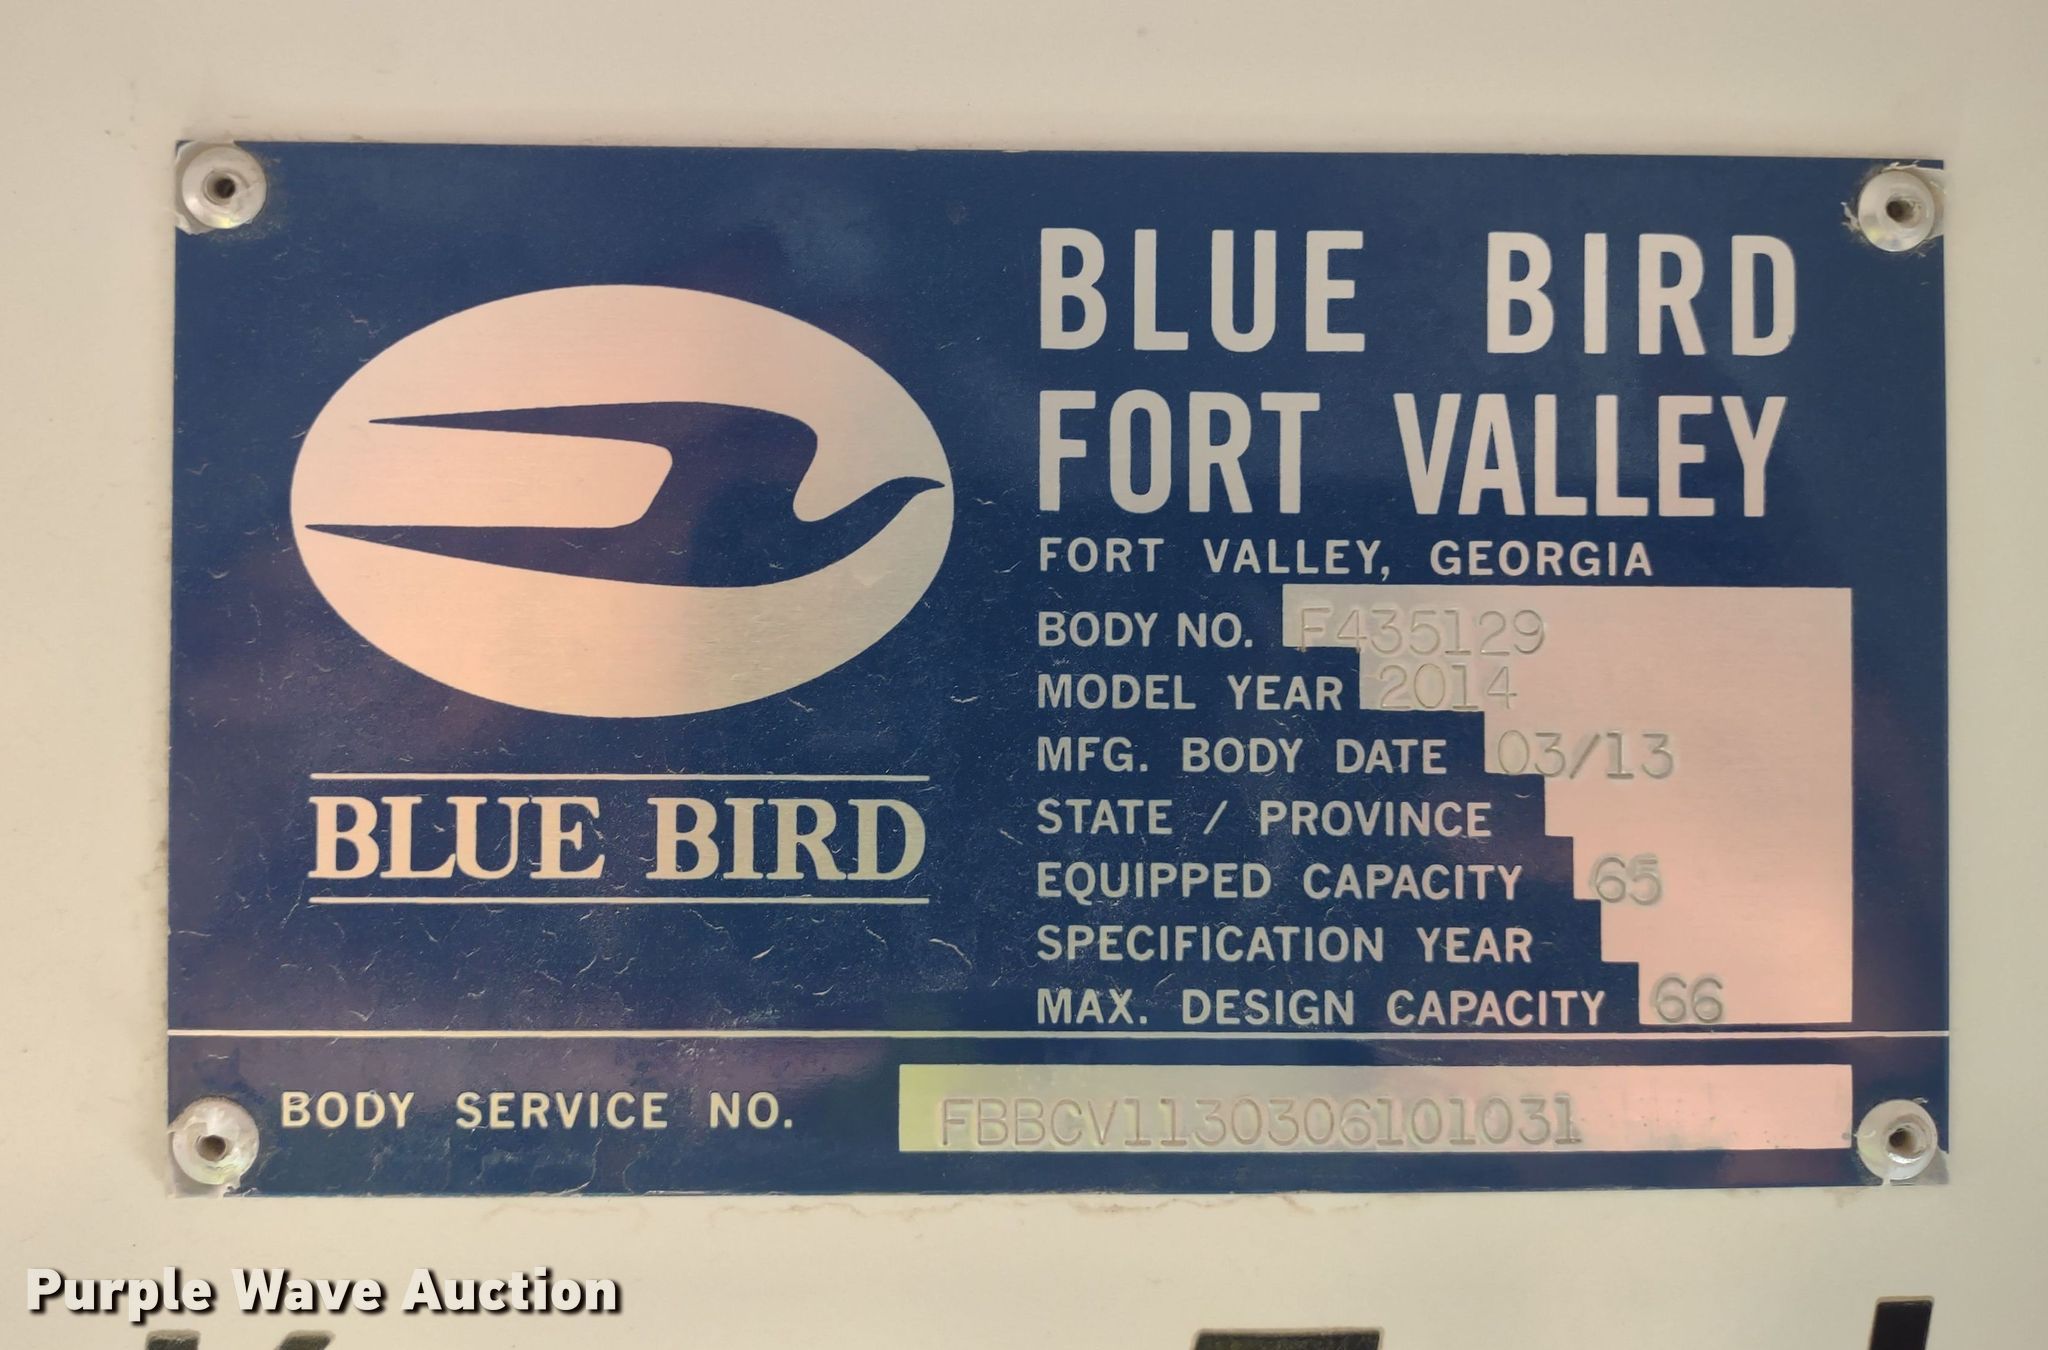 BLUE BIRD
FORT VALLEY
FORT VALLEY, GEORGIA
BODY NO. F435129
MODEL YEAR 2014
MFG. BODY DATE 03/13
STATE / PROVINCE
EQUIPPED CAPACITY 65
SPECIFICATION YEAR
MAX. DESIGN CAPACITY 66
BLUE BIRD
BODY SERVICE NO. FBBCV1130306101031
Purple Wave Auction